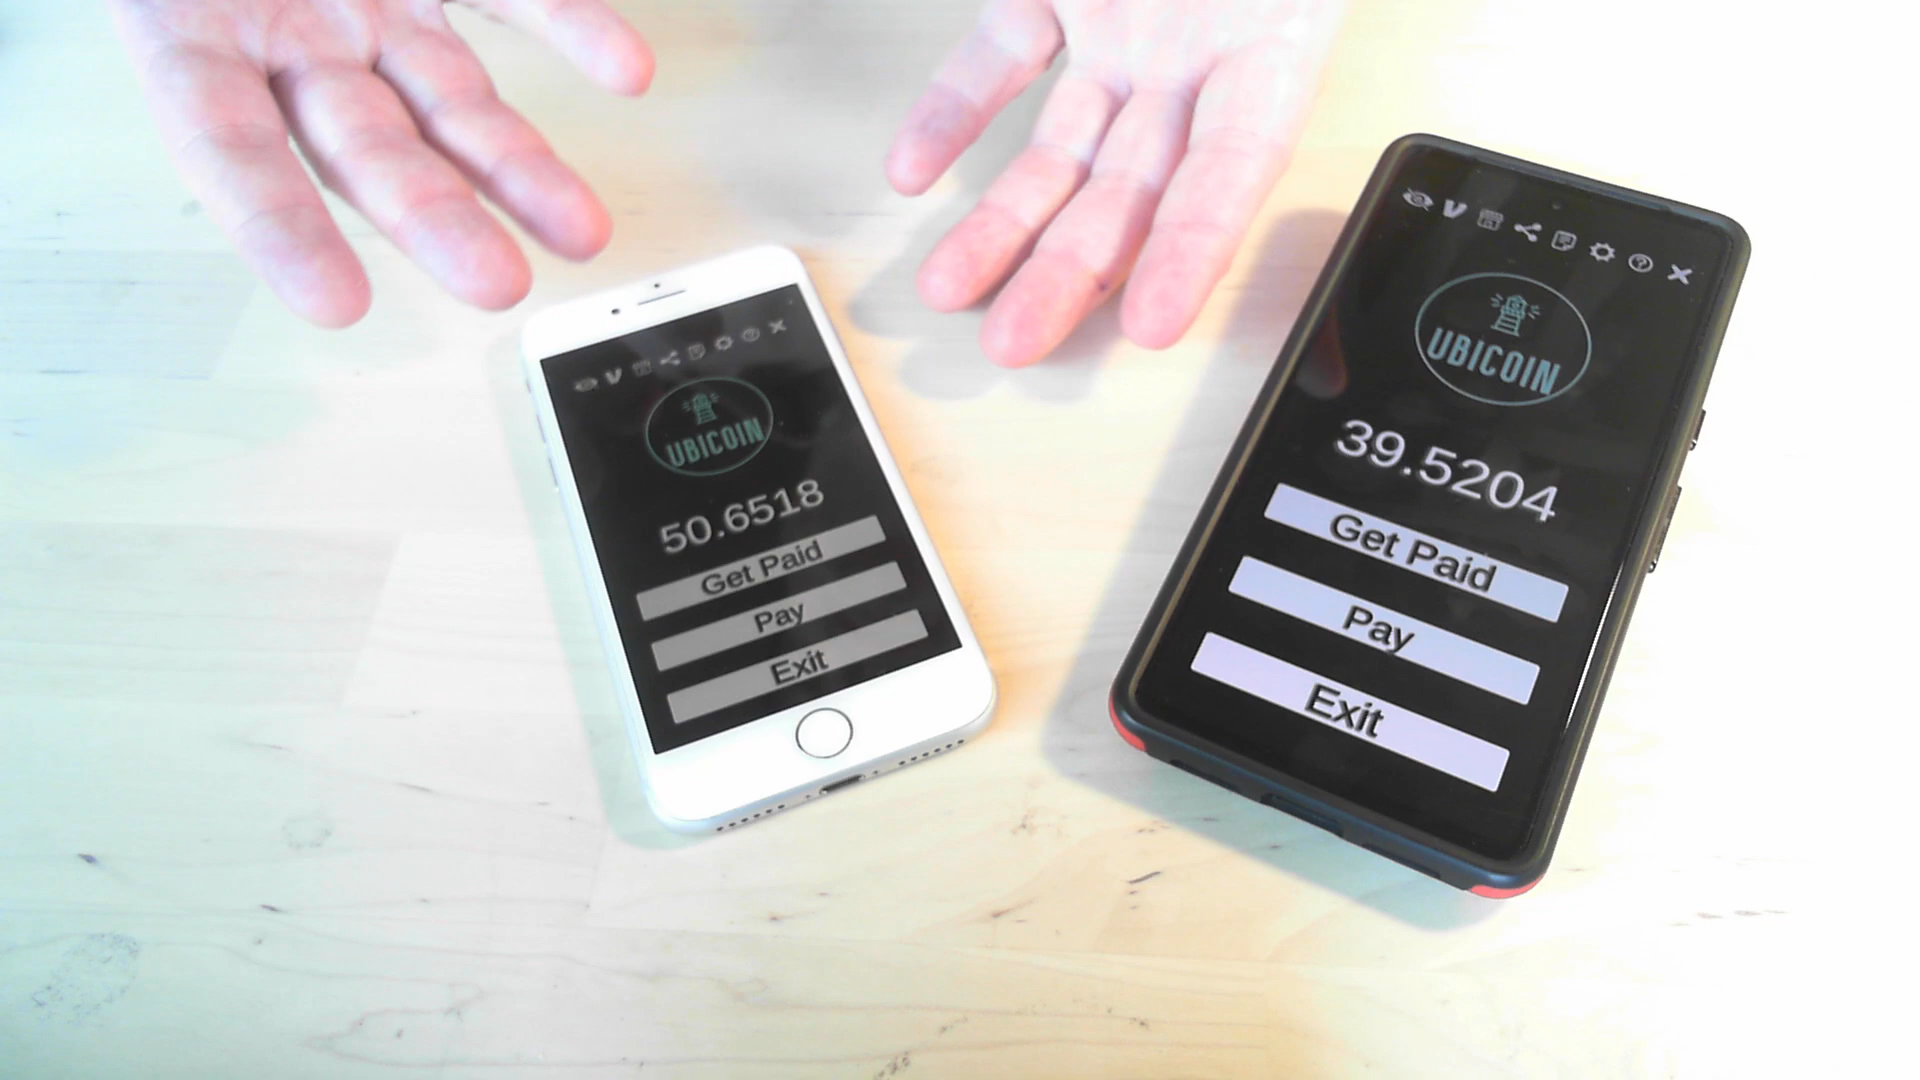 UBICOIN
50.6518
Get Paid
Pay
Exit
UBICOIN
39.5204
Get Paid
Pay
Exit